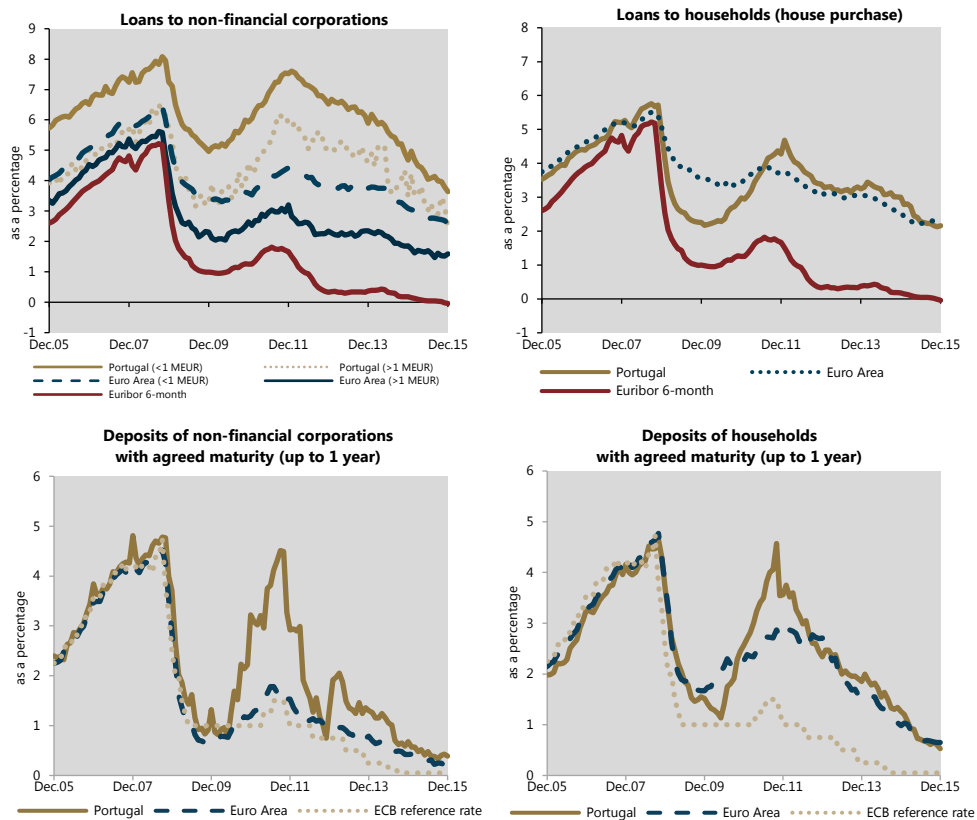 Loans to non-financial corporations
9
8
7
6
5
4
3
2
1
0
-1
as a percentage
Dec.05 Dec.07 Dec.09 Dec.11 Dec.13 Dec.15
Portugal (<1 MEUR) Portugal (>1 MEUR)
Euro Area (<1 MEUR) Euro Area (>1 MEUR)
Euribor 6-month
Loans to households (house purchase)
8
7
6
5
4
3
2
1
0
-1
as a percentage
Dec.05 Dec.07 Dec.09 Dec.11 Dec.13 Dec.15
Portugal Euro Area
Euribor 6-month
Deposits of non-financial corporations
with agreed maturity (up to 1 year)
6
5
4
3
2
1
0
as a percentage
Dec.05 Dec.07 Dec.09 Dec.11 Dec.13 Dec.15
Portugal Euro Area ECB reference rate
Deposits of households
with agreed maturity (up to 1 year)
6
5
4
3
2
1
0
as a percentage
Dec.05 Dec.07 Dec.09 Dec.11 Dec.13 Dec.15
Portugal Euro Area ECB reference rate